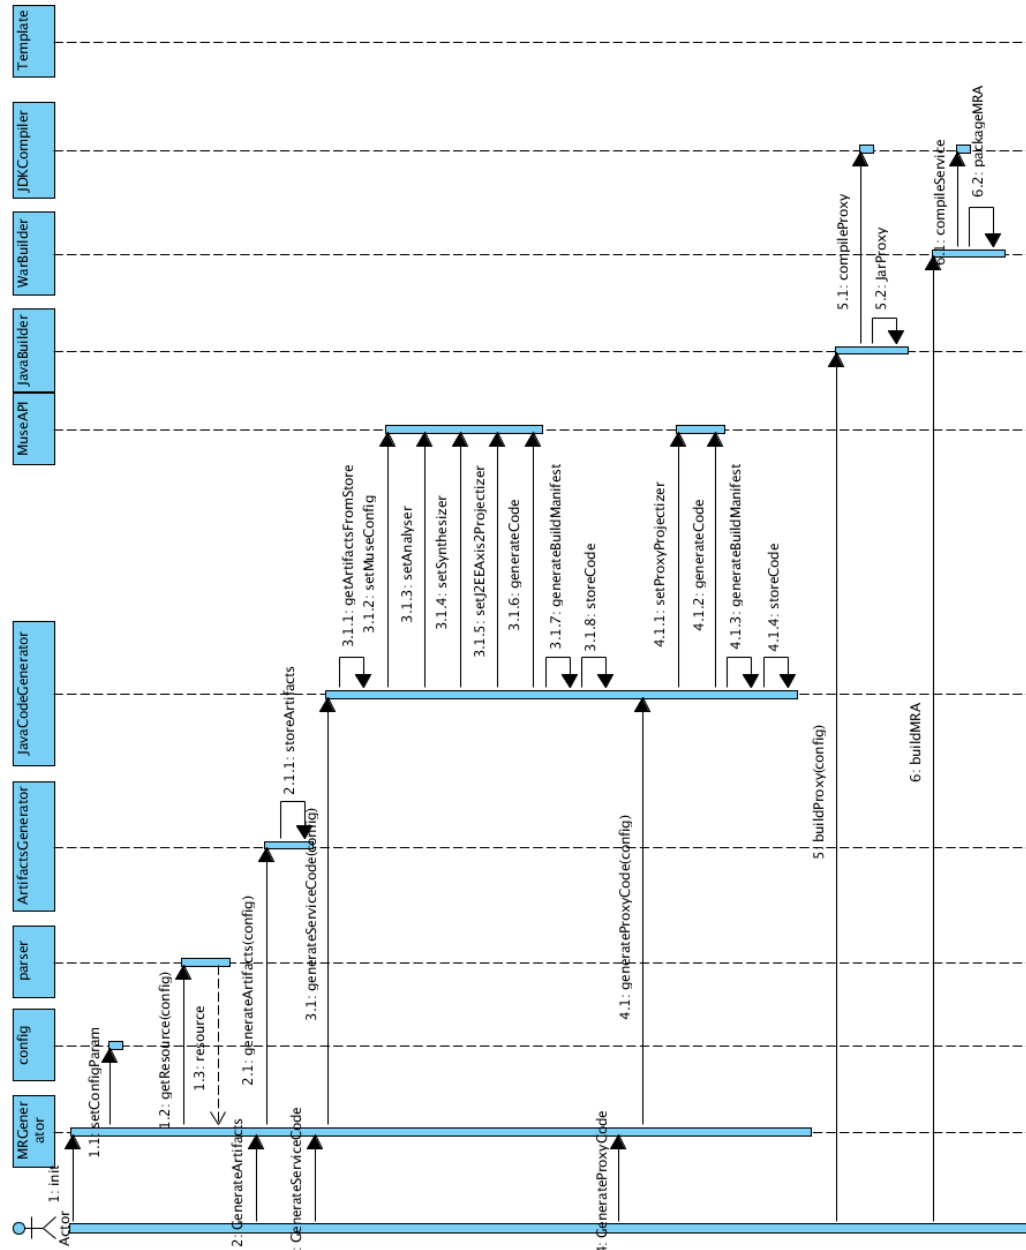 Actor
MRGener
ator
config
parser
ArtifactsGenerator
JavaCodeGenerator
MuseAPI
JavaBuilder
WarBuilder
JDKCompiler
Template
1: init
1.1: setConfigParam
1.2: getResource(config)
1.3: resource
2: GenerateArtifacts
2.1: generateArtifacts(config)
2.1.1: storeArtifacts
: GenerateServiceCode
3.1: generateServiceCode(config)
3.1.1: getArtifactsFromStore
3.1.2: setMuseConfig
3.1.3: setAnalyser
3.1.4: setSynthesizer
3.1.5: setJ2EEAxis2Projectizer
3.1.6: generateCode
3.1.7: generateBuildManifest
3.1.8: storeCode
4: GenerateProxyCode
4.1: generateProxyCode(config)
4.1.1: setProxyProjectizer
4.1.2: generateCode
4.1.3: generateBuildManifest
4.1.4: storeCode
5: buildProxy(config)
5.1: compileProxy
5.2: JarProxy
6: buildMRA
6.1: compileService
6.2: packageMRA